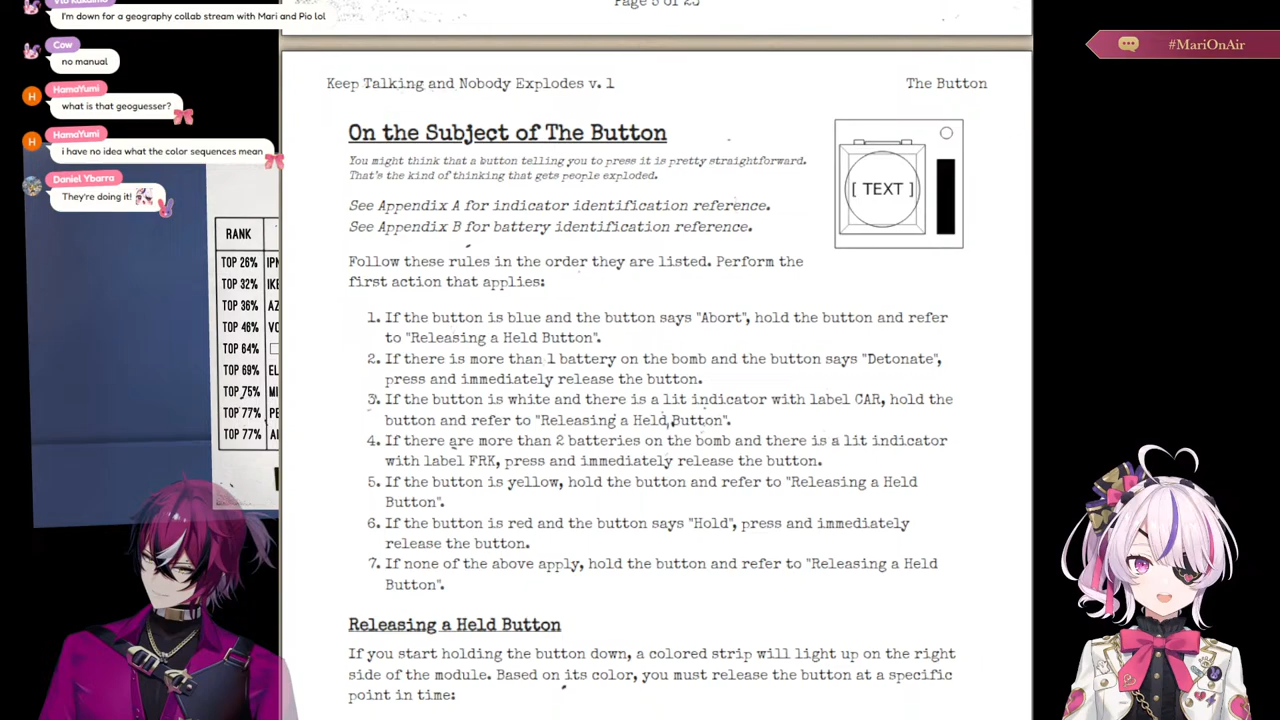 Vto Kalamto
I'm down for a geography collab stream with Mari and Pio lol
Cow
no manual
HamaYumi
what is that geoguesser?
HamaYumi
i have no idea what the color sequences mean
Daniel Ybarra
They're doing it!
H
H
#MariOnAir
RANK
TOP 26%
TOP 32%
TOP 36%
TOP 46%
TOP 64%
TOP 69%
TOP 75%
TOP 77%
TOP 77%
Page 5 of 23
Keep Talking and Nobody Explodes v. 1
The Button
On the Subject of The Button
You might think that a button telling you to press it is pretty straightforward.
That's the kind of thinking that gets people exploded.
See Appendix A for indicator identification reference.
See Appendix B for battery identification reference.
[ TEXT ]
Follow these rules in the order they are listed. Perform the
first action that applies:
1. If the button is blue and the button says "Abort", hold the button and refer
to "Releasing a Held Button".
2. If there is more than 1 battery on the bomb and the button says "Detonate",
press and immediately release the button.
3. If the button is white and there is a lit indicator with label CAR, hold the
button and refer to "Releasing a Held Button".
4. If there are more than 2 batteries on the bomb and there is a lit indicator
with label FRK, press and immediately release the button.
5. If the button is yellow, hold the button and refer to "Releasing a Held
Button".
6. If the button is red and the button says "Hold", press and immediately
release the button.
7. If none of the above apply, hold the button and refer to "Releasing a Held
Button".
Releasing a Held Button
If you start holding the button down, a colored strip will light up on the right
side of the module. Based on its color, you must release the button at a specific
point in time: